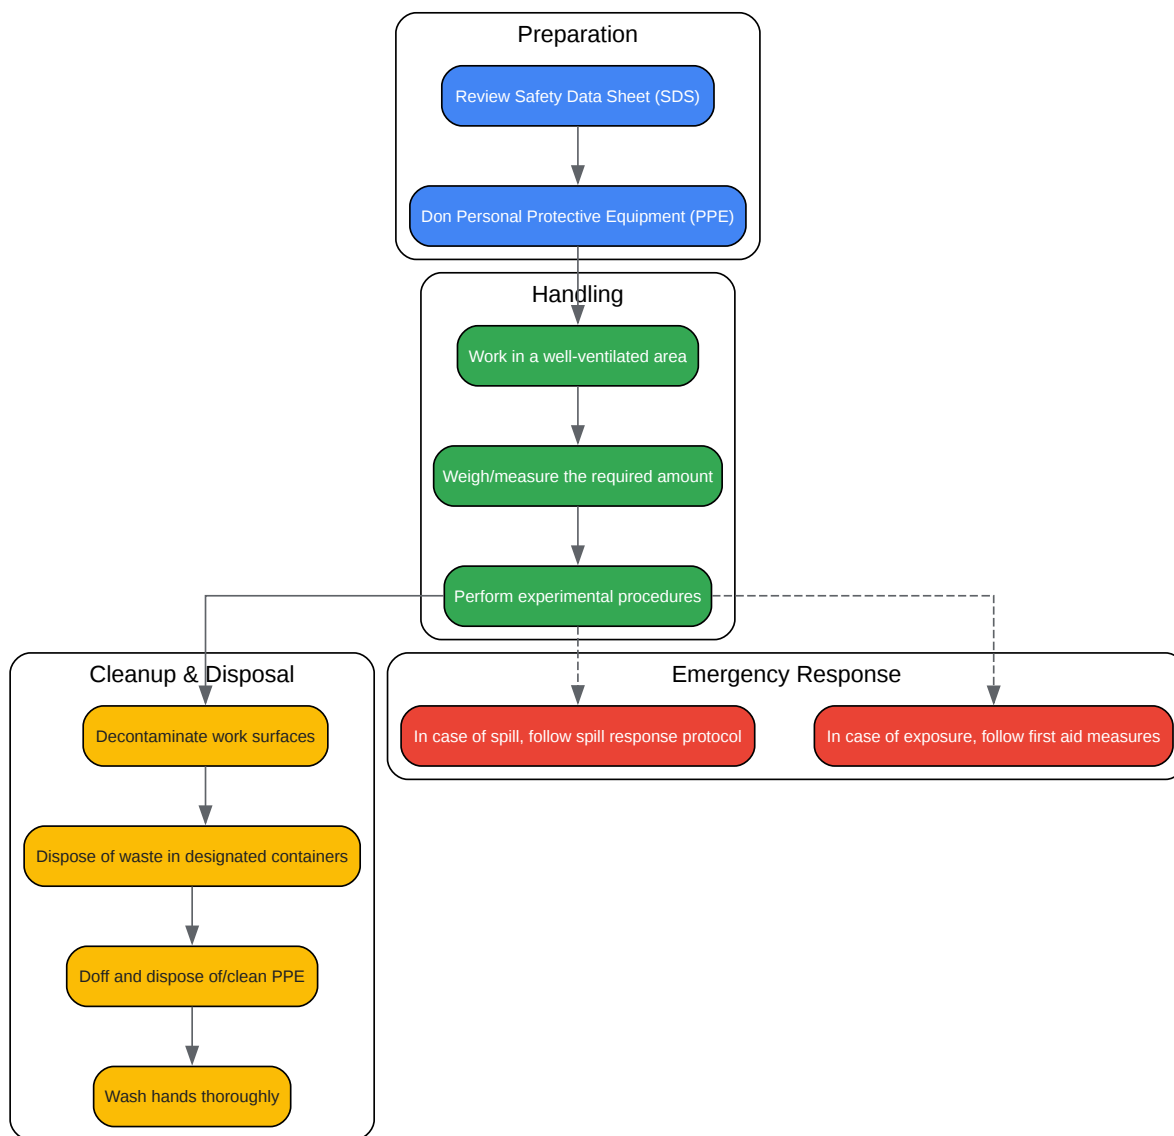 Preparation
Review Safety Data Sheet (SDS)
Don Personal Protective Equipment (PPE)
Handling
Work in a well-ventilated area
Weigh/measure the required amount
Perform experimental procedures
Cleanup & Disposal
Decontaminate work surfaces
Dispose of waste in designated containers
Doff and dispose of/clean PPE
Wash hands thoroughly
Emergency Response
In case of spill, follow spill response protocol
In case of exposure, follow first aid measures